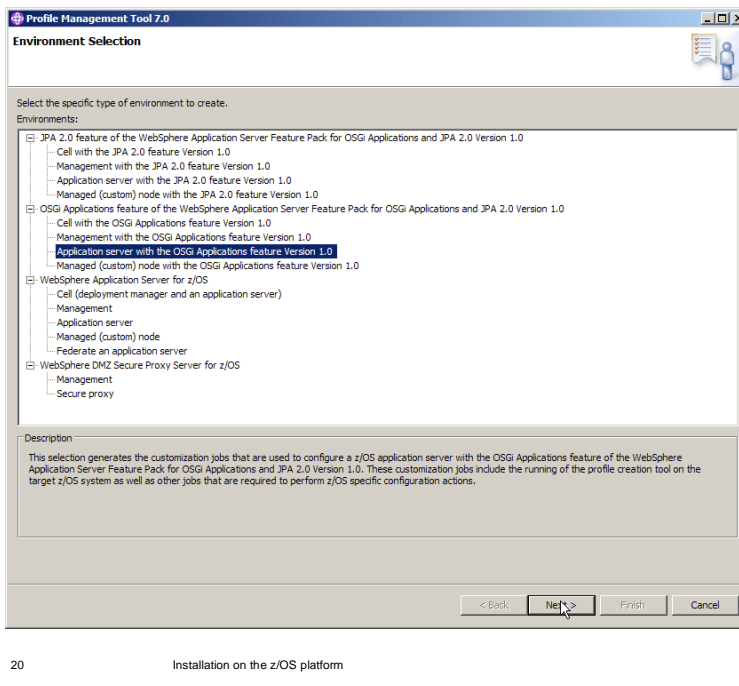 Profile Management Tool 7.0
Environment Selection
Select the specific type of environment to create.
Environments:
JPA 2.0 feature of the WebSphere Application Server Feature Pack for OSGi Applications and JPA 2.0 Version 1.0
Cell with the JPA 2.0 feature Version 1.0
Management with the JPA 2.0 feature Version 1.0
Application server with the JPA 2.0 feature Version 1.0
Managed (custom) node with the JPA 2.0 feature Version 1.0
OSGi Applications feature of the WebSphere Application Server Feature Pack for OSGi Applications and JPA 2.0 Version 1.0
Cell with the OSGi Applications feature Version 1.0
Management with the OSGi Applications feature Version 1.0
Application server with the OSGi Applications feature Version 1.0
Managed (custom) node with the OSGi Applications feature Version 1.0
WebSphere Application Server for z/OS
Cell (deployment manager and an application server)
Management
Application server
Managed (custom) node
Federate an application server
WebSphere DMZ Secure Proxy Server for z/OS
Management
Secure proxy
Description
This selection generates the customization jobs that are used to configure a z/OS application server with the OSGi Applications feature of the WebSphere
Application Server Feature Pack for OSGi Applications and JPA 2.0 Version 1.0. These customization jobs include the running of the profile creation tool on the
target z/OS system as well as other jobs that are required to perform z/OS specific configuration actions.
< Back Next > Finish Cancel
20 Installation on the z/OS platform